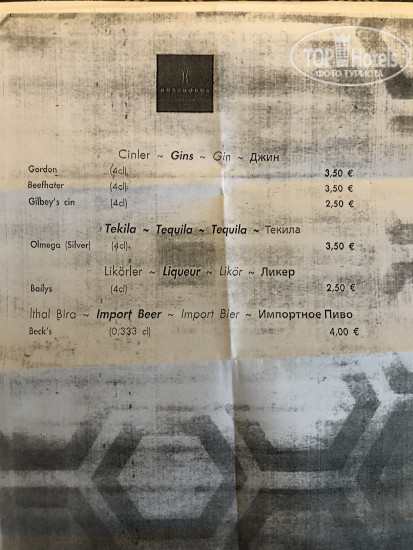 TOP Hotels
ФОТО ТУРИСТА
Cinler ~ Gins ~ Gin ~ Джин
Gordon (4cl) 3,50 €
Beefhater (4cl) 3,50 €
Gilbey's cin (4cl) 2,50 €
Tekila ~ Tequila ~ Tequila ~ Текила
Olmega (Silver) (4cl) 3,50 €
Likörler ~ Liqueur ~ Likör ~ Ликер
Bailys (4cl) 2,50 €
İthal Bira ~ Import Beer ~ Import Bier ~ Импортное Пиво
Beck's (0,333 cl) 4,00 €